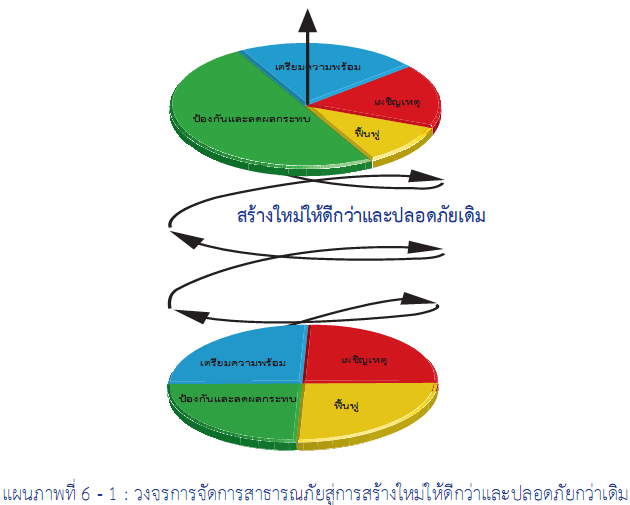 เตรียมความพร้อม
เผชิญเหตุ
ป้องกันและลดผลกระทบ
ฟื้นฟู
สร้างใหม่ให้ดีกว่าและปลอดภัยเดิม
เตรียมความพร้อม
เผชิญเหตุ
ป้องกันและลดผลกระทบ
ฟื้นฟู
แผนภาพที่ 6 - 1 : วงจรการจัดการสาธารณภัยสู่การสร้างใหม่ให้ดีกว่าและปลอดภัยกว่าเดิม